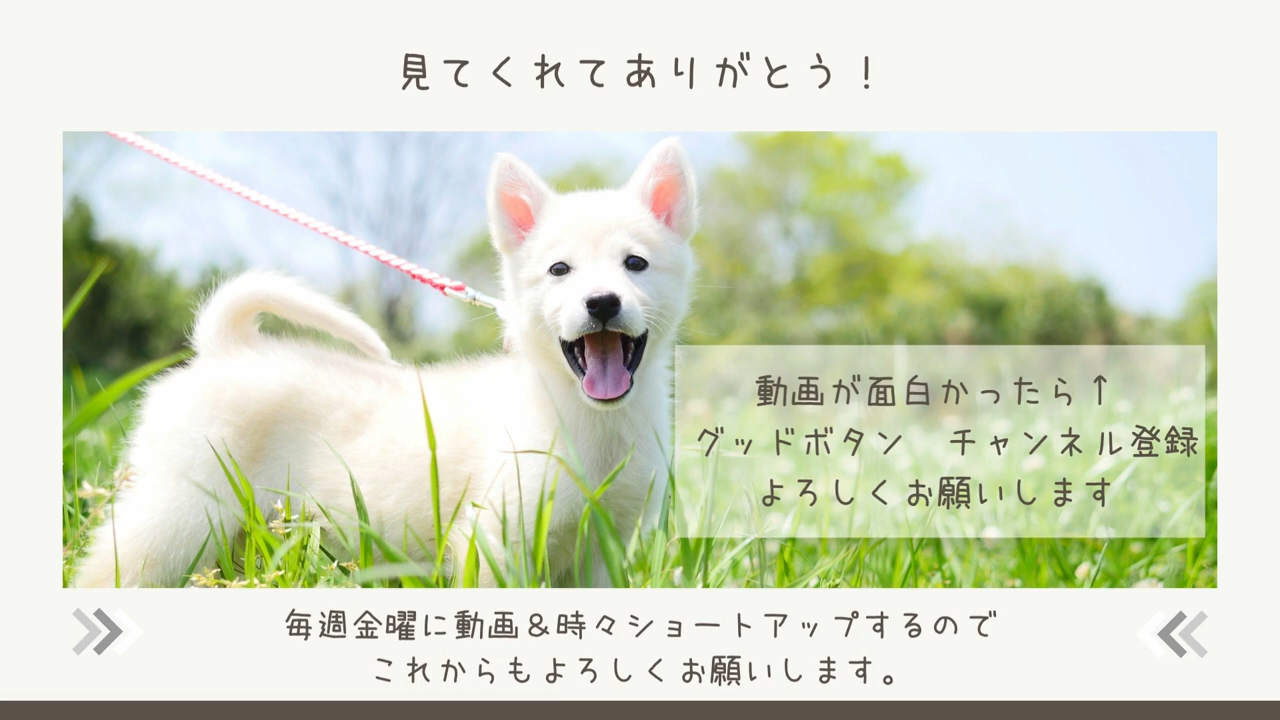 見てくれてありがとう！
動画が面白かったら↑
グッドボタン　チャンネル登録
よろしくお願いします
毎週金曜に動画＆時々ショートアップするので
これからもよろしくお願いします。